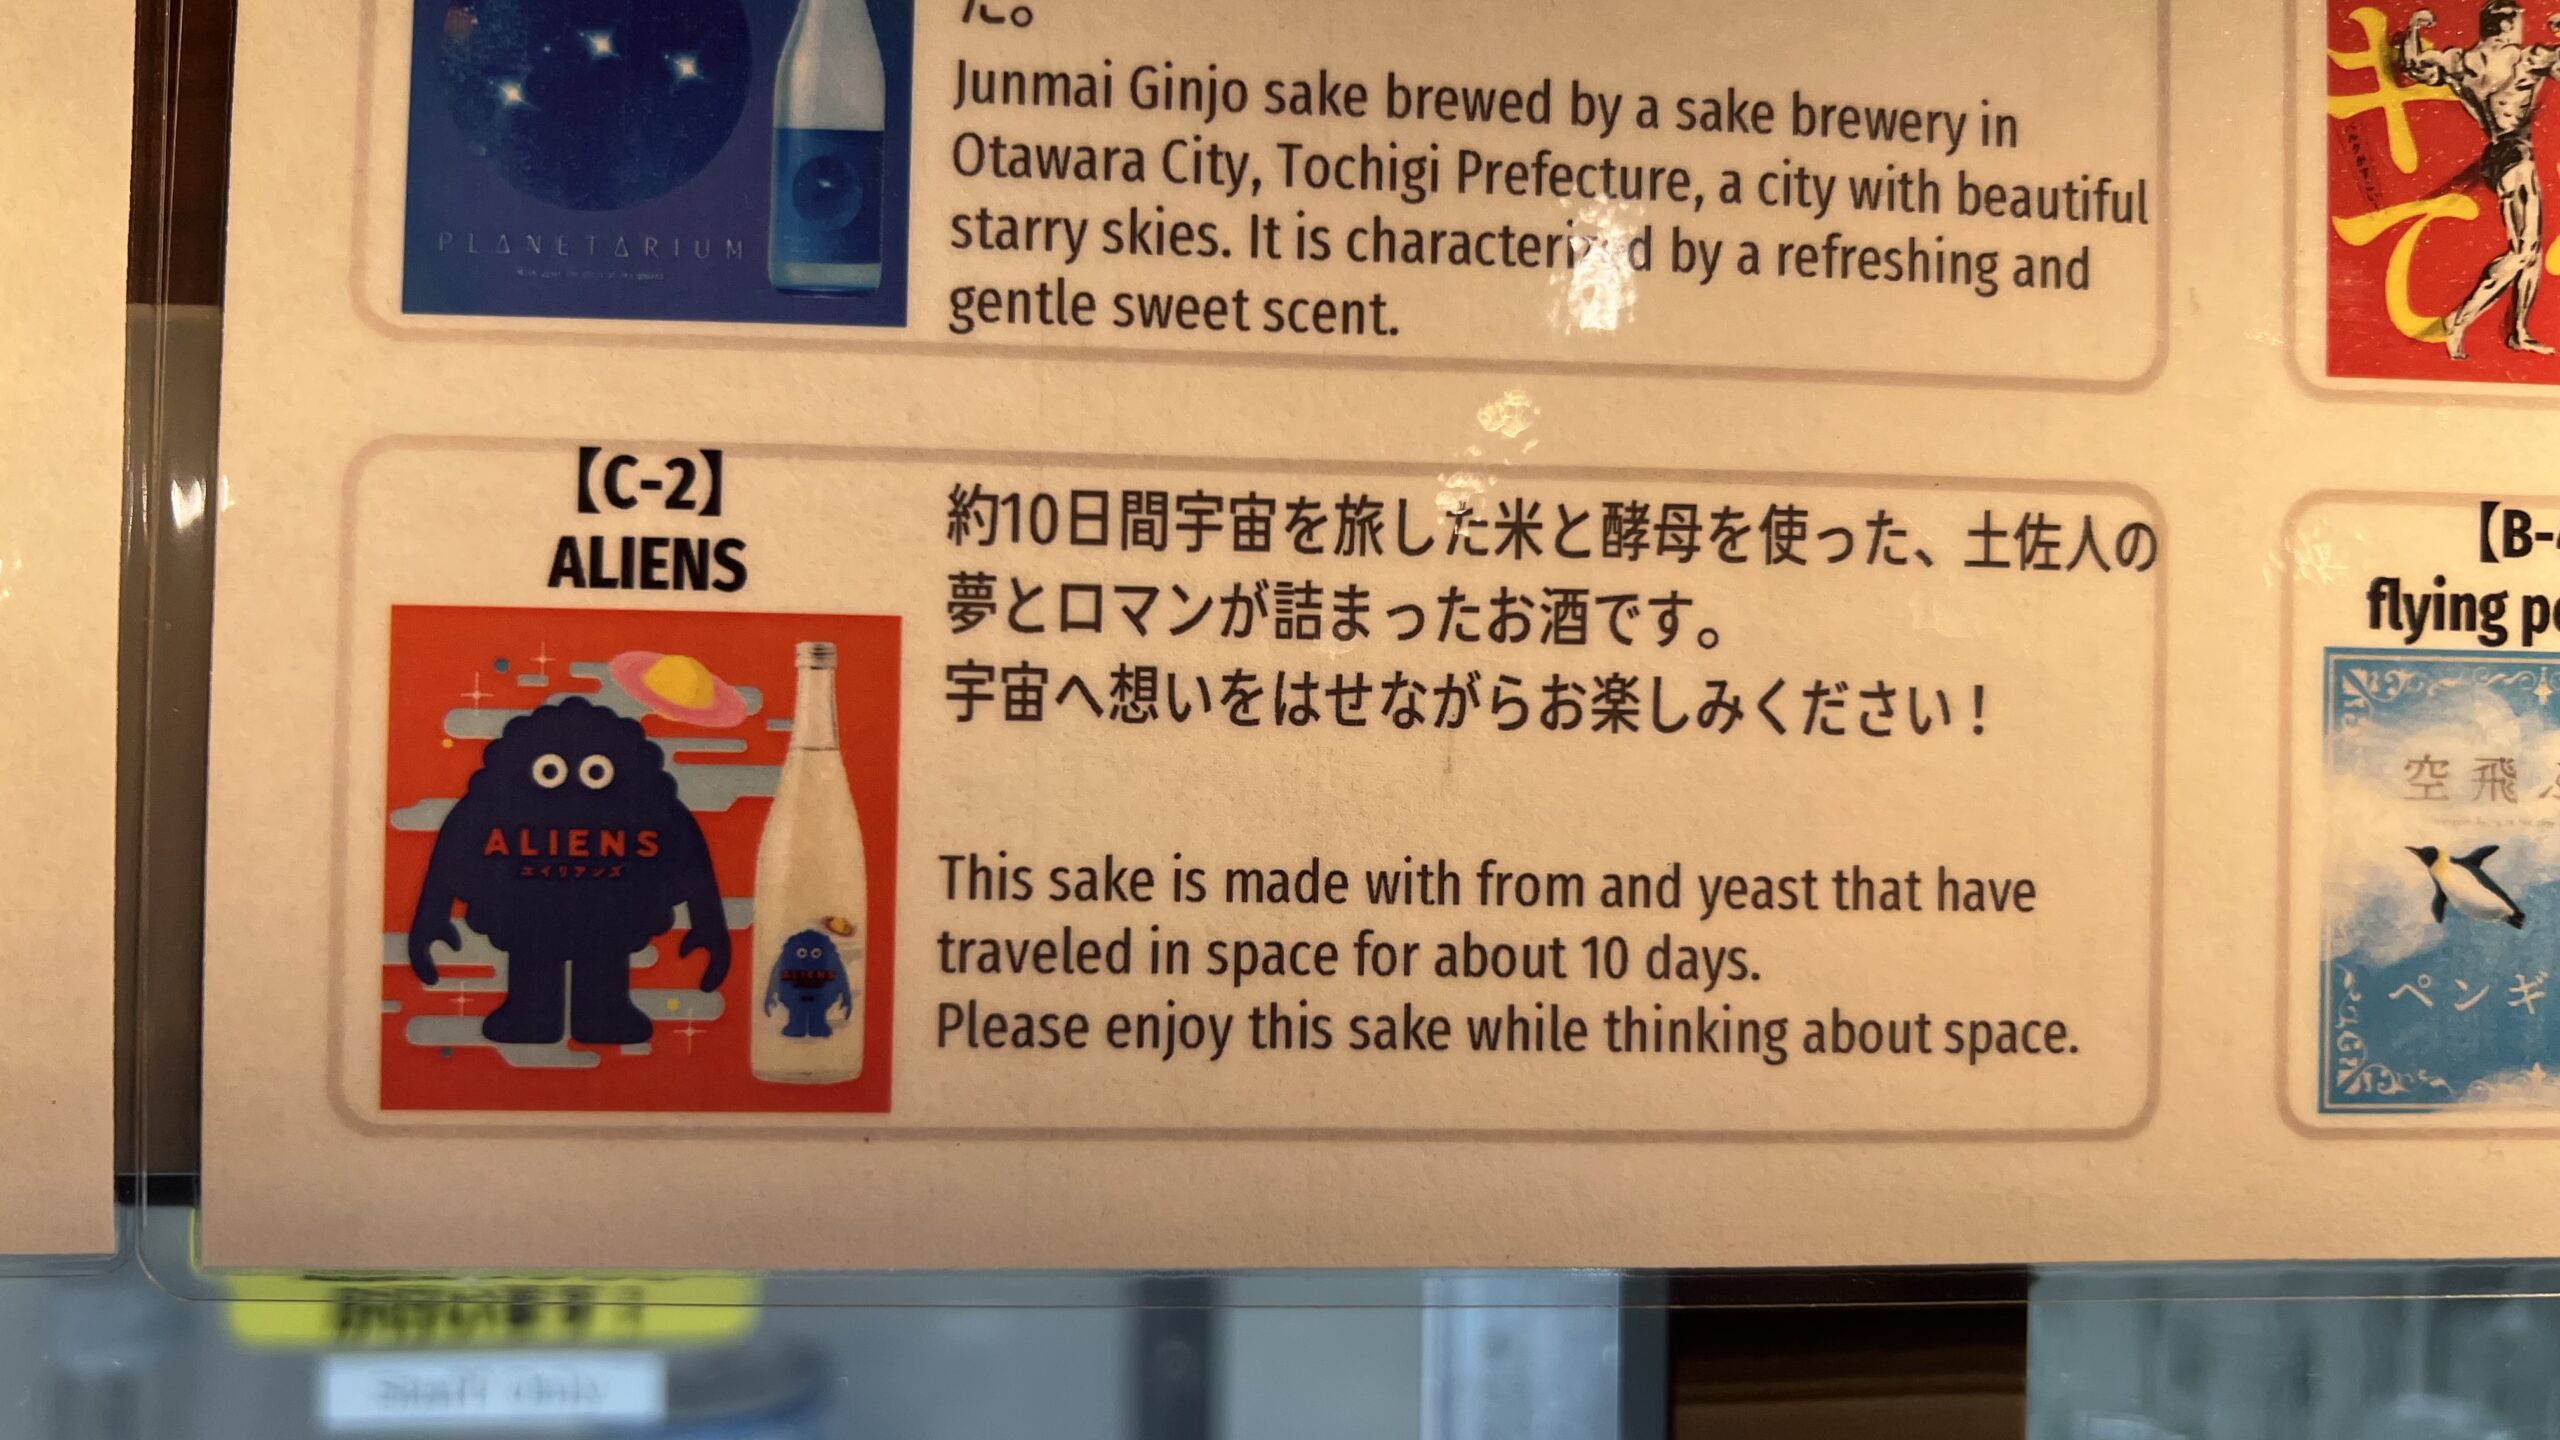 た。
Junmai Ginjo sake brewed by a sake brewery in
Otawara City, Tochigi Prefecture, a city with beautiful
starry skies. It is characterized by a refreshing and
gentle sweet scent.
PLANETARIUM
【C-2】
ALIENS
約10日間宇宙を旅した米と酵母を使った、土佐人の
夢とロマンが詰まったお酒です。
宇宙へ想いをはせながらお楽しみください！
This sake is made with from and yeast that have
traveled in space for about 10 days.
Please enjoy this sake while thinking about space.
ALIENS
エイリアンズ
ALIENS
て
【B-
flying
空飛
ペンギ